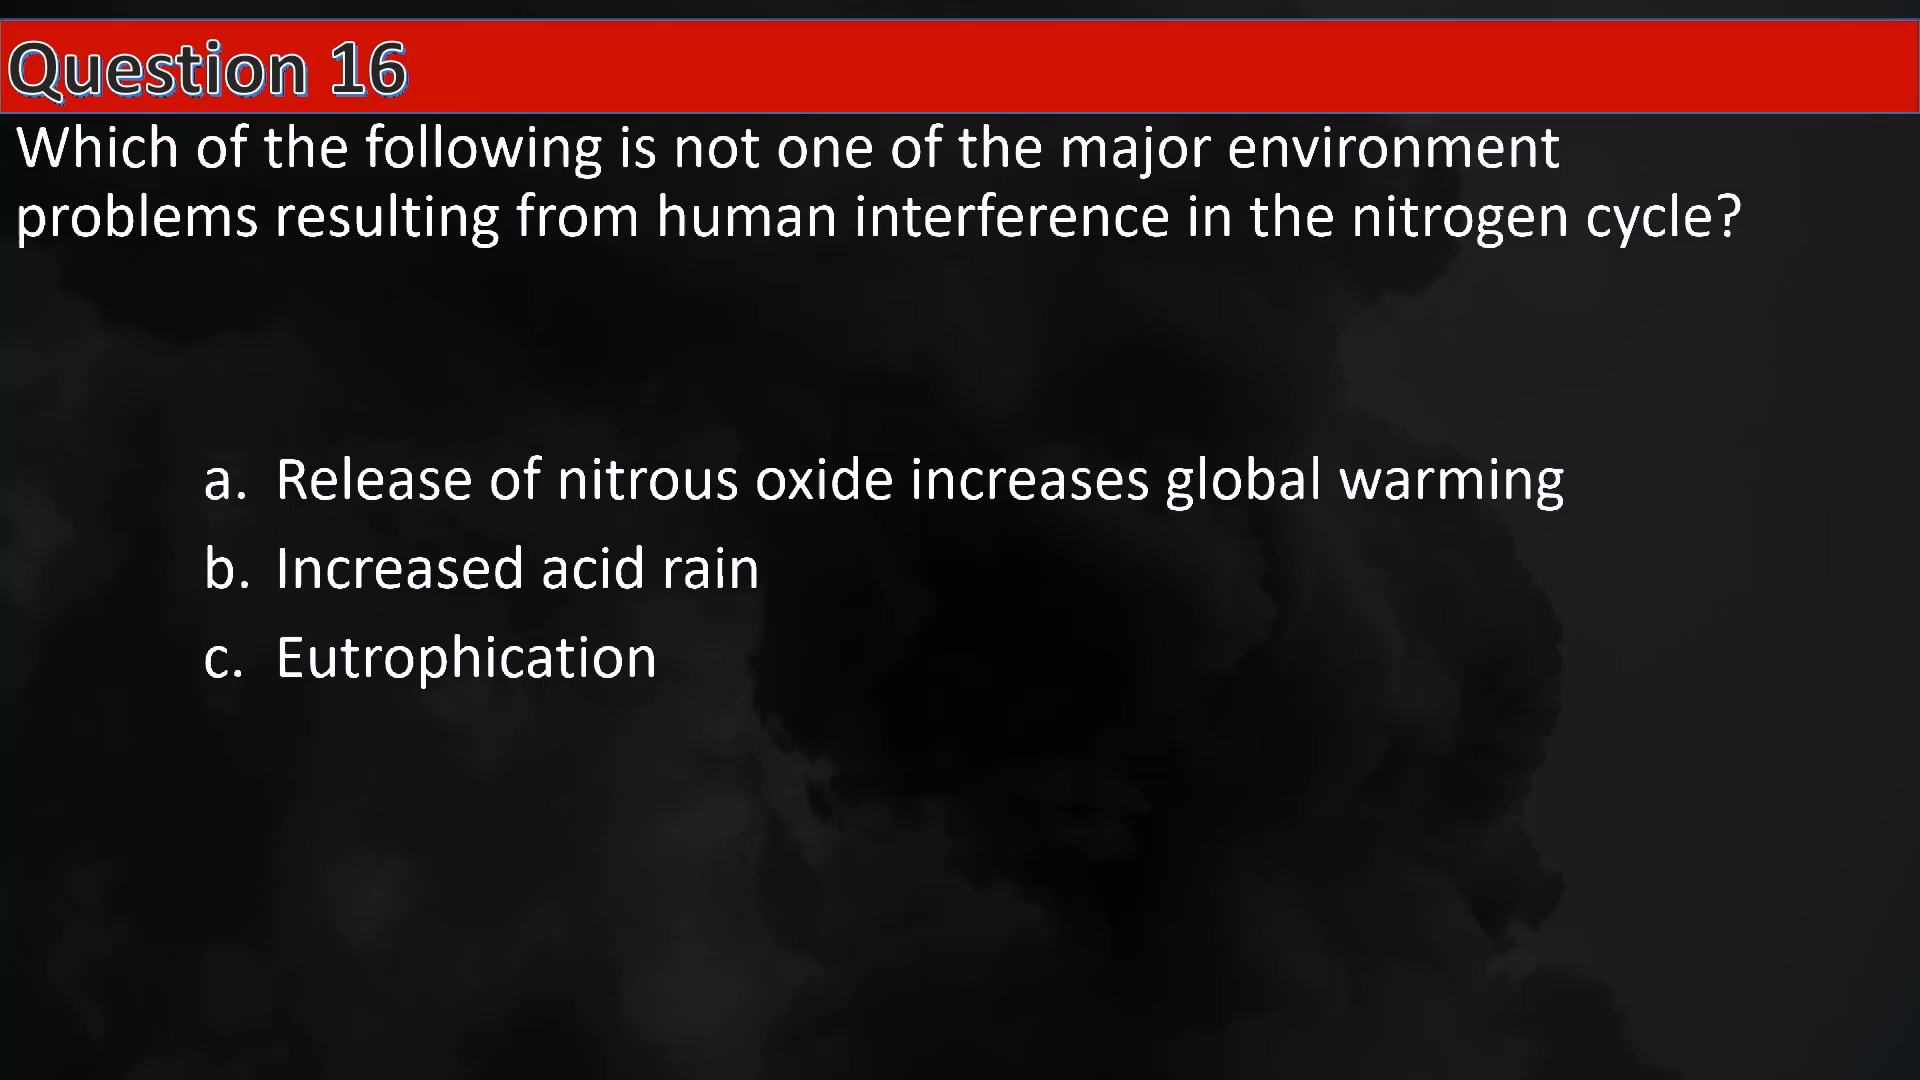 Question 16
Which of the following is not one of the major environment
problems resulting from human interference in the nitrogen cycle?
a. Release of nitrous oxide increases global warming
b. Increased acid rain
c. Eutrophication